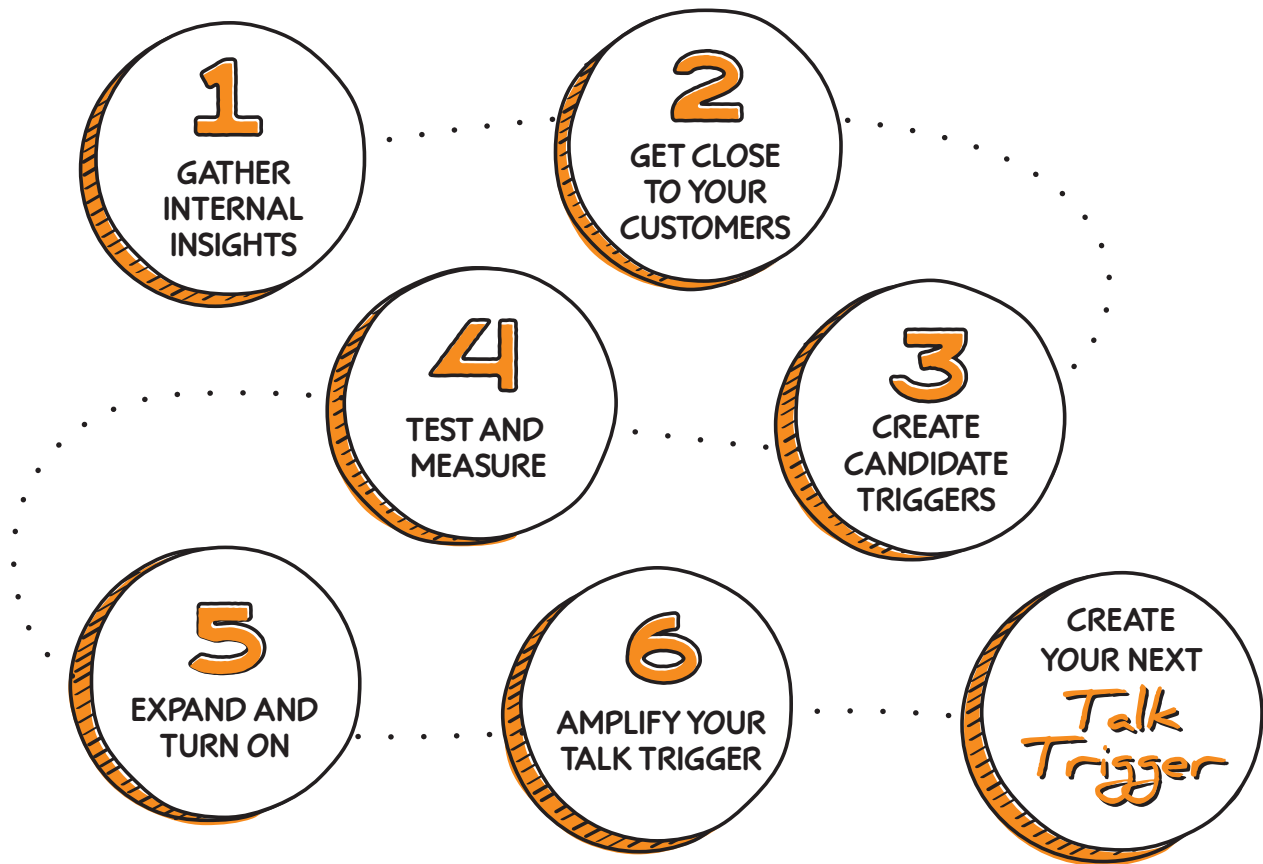 1
GATHER
INTERNAL
INSIGHTS
2
GET CLOSE
TO YOUR
CUSTOMERS
3
CREATE
CANDIDATE
TRIGGERS
4
TEST AND
MEASURE
5
EXPAND AND
TURN ON
6
AMPLIFY YOUR
TALK TRIGGER
CREATE
YOUR NEXT
Talk
Trigger